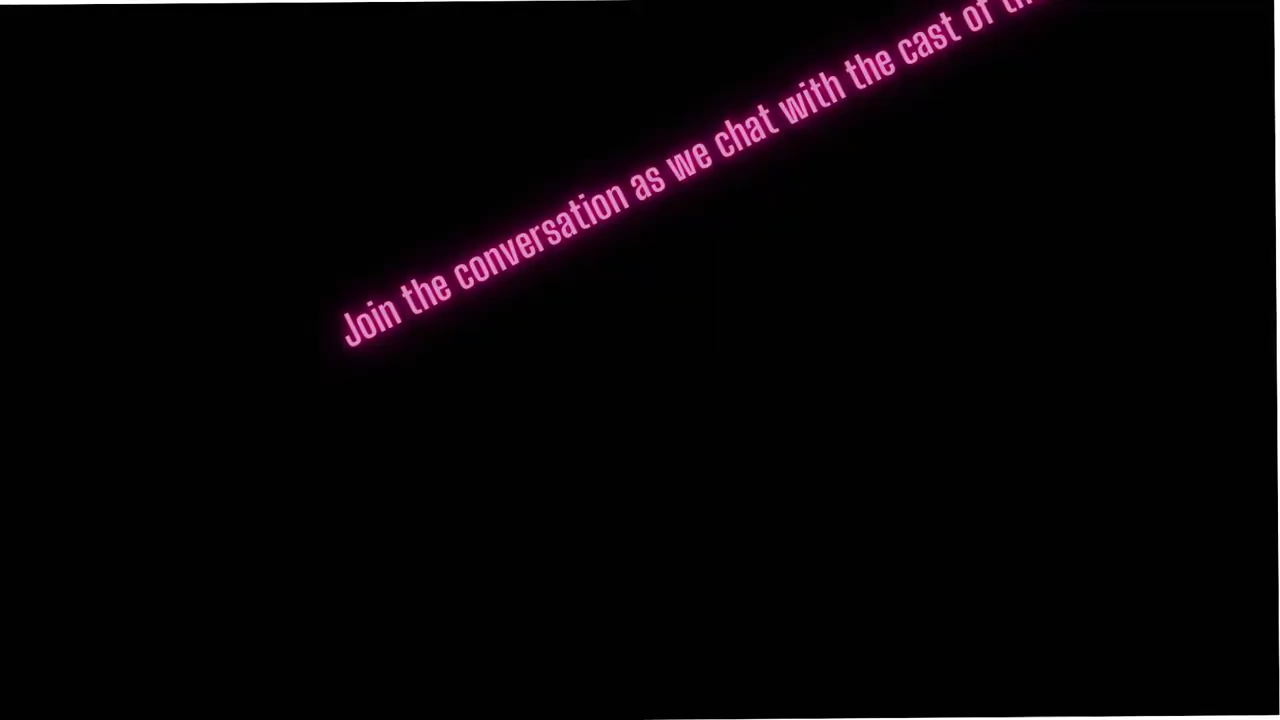 Join the conversation as we chat with the cast of